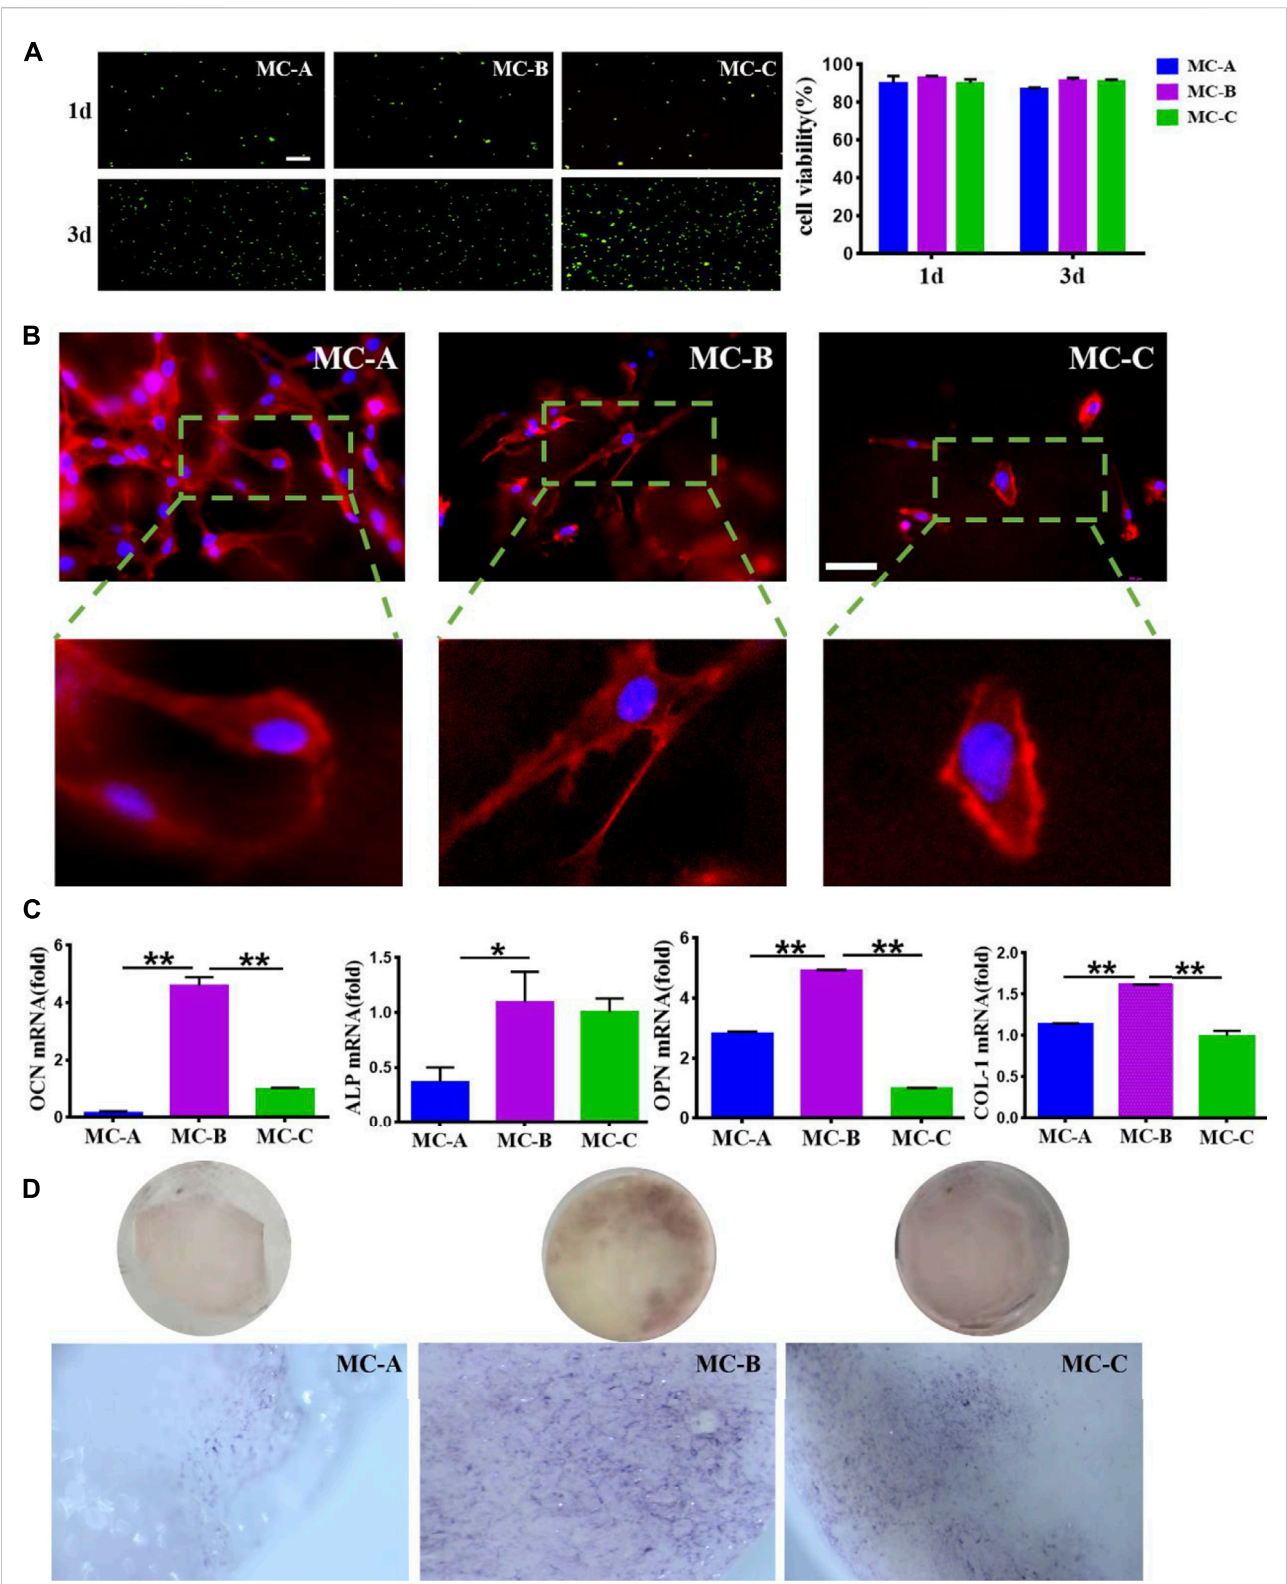 A
MC-A
MC-B
MC-C
1d
3d
cell viability(%)
100
80
60
40
20
0
1d
3d
MC-A
MC-B
MC-C
B
MC-A
MC-B
MC-C
C
OCN mRNA(fold)
6
4
2
0
**
**
MC-A
MC-B
MC-C
ALP mRNA(fold)
1.5
1.0
0.5
0.0
*
MC-A
MC-B
MC-C
OPN mRNA(fold)
6
4
2
0
**
**
MC-A
MC-B
MC-C
COL-1 mRNA(fold)
2.0
1.5
1.0
0.5
0.0
**
**
MC-A
MC-B
MC-C
D
MC-A
MC-B
MC-C